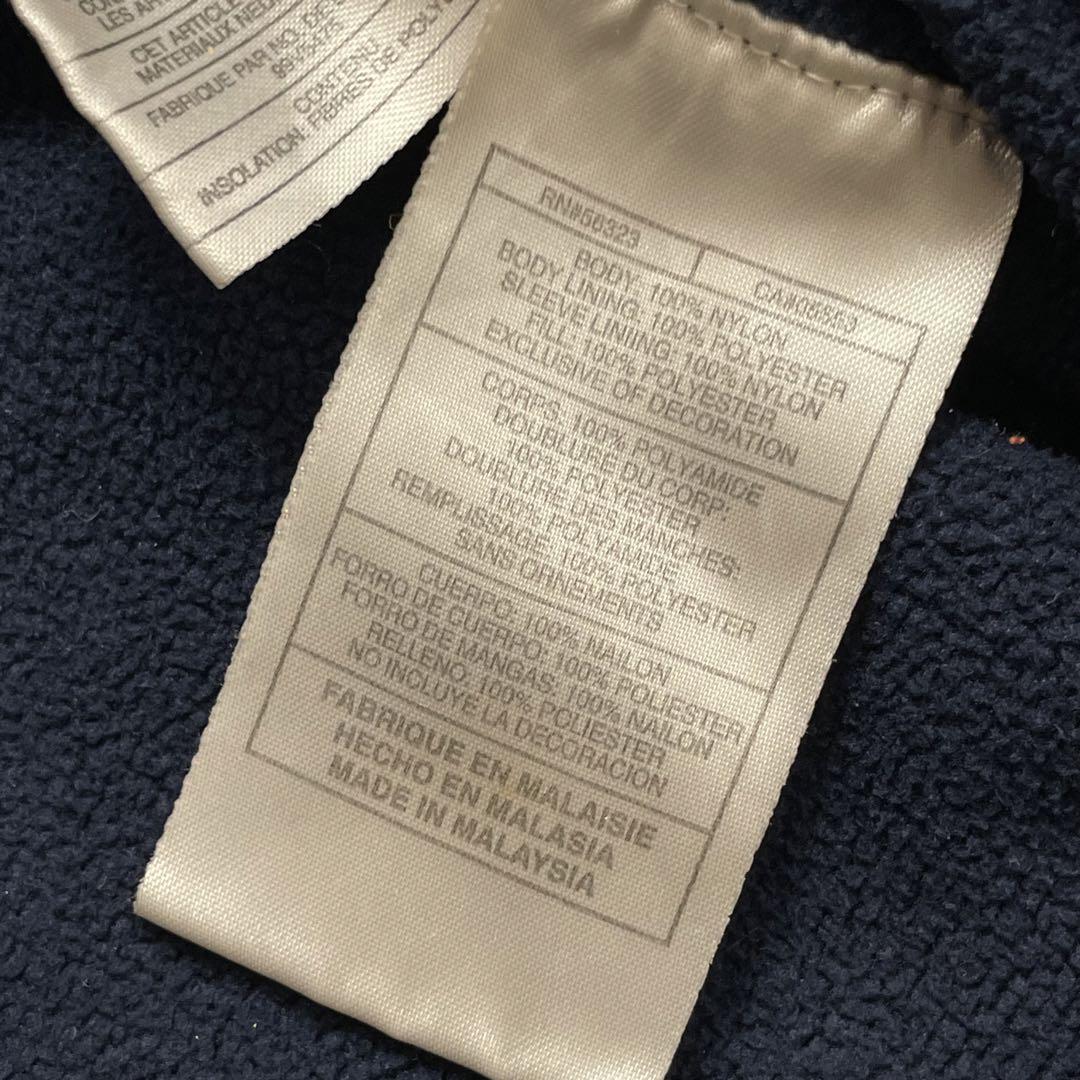 LES AR
CET ARTICLE
MATERIAUX NEU
FABRIQUE PAR NO. DE
CONTENU
INSOLATION: FIBRES DE POLY
RN#56323
CA#05553
BODY: 100% NYLON
BODY LINING: 100% POLYESTER
SLEEVE LINING: 100% NYLON
FILL: 100% POLYESTER
EXCLUSIVE OF DECORATION
CORPS: 100% POLYAMIDE
DOUBLURE DU CORP:
100% POLYESTER
DOUBLURE DES MANCHES:
100% POLYAMIDE
REMPLISSAGE: 100% POLYESTER
SANS ORNEMENTS
CUERPO: 100% NAILON
FORRO DE CUERPO: 100% POLIESTER
FORRO DE MANGAS: 100% NAILON
RELLENO: 100% POLIESTER
NO INCLUYE LA DECORACION
FABRIQUE EN MALAISIE
HECHO EN MALASIA
MADE IN MALAYSIA